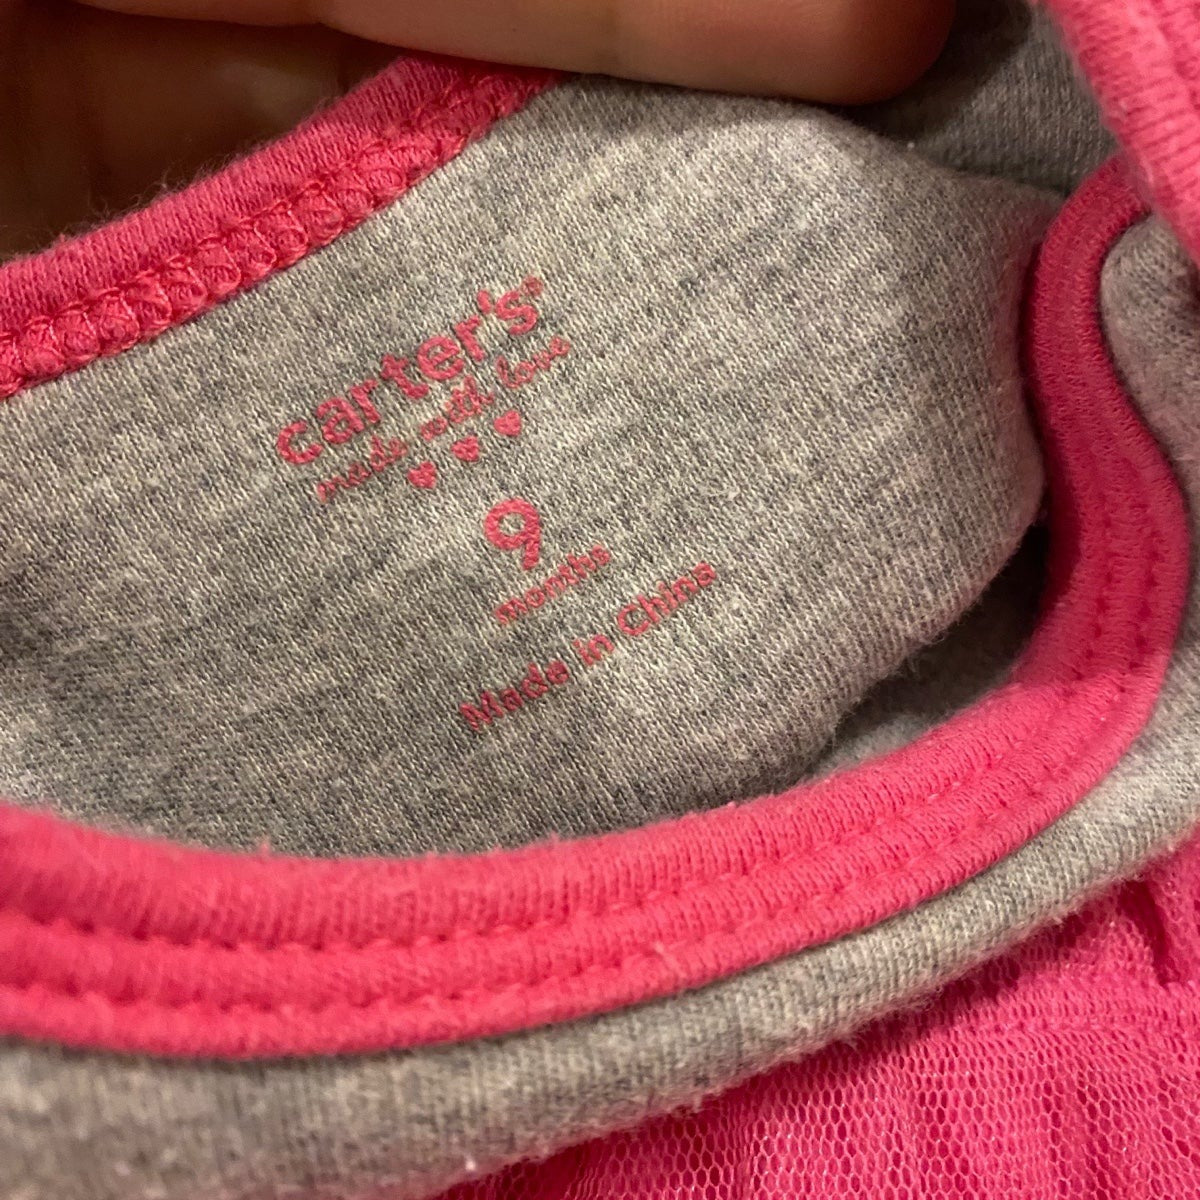 carter's®
made with love
9
months
Made in China